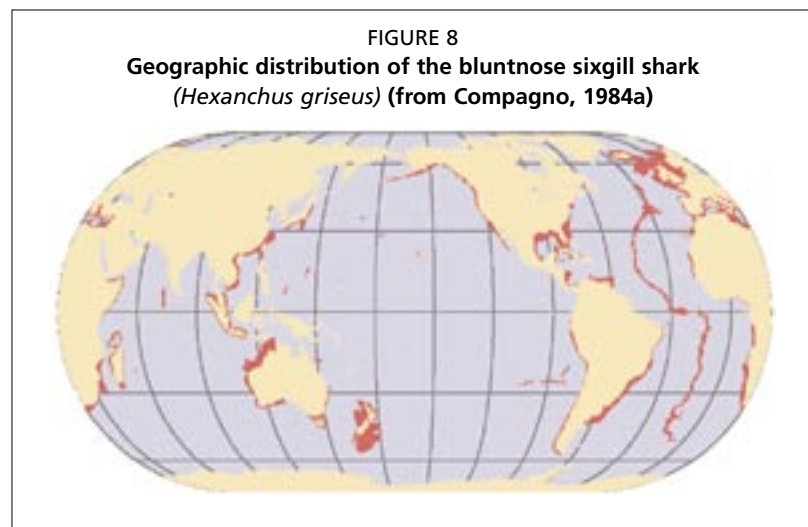 FIGURE 8
Geographic distribution of the bluntnose sixgill shark
(Hexanchus griseus) (from Compagno, 1984a)